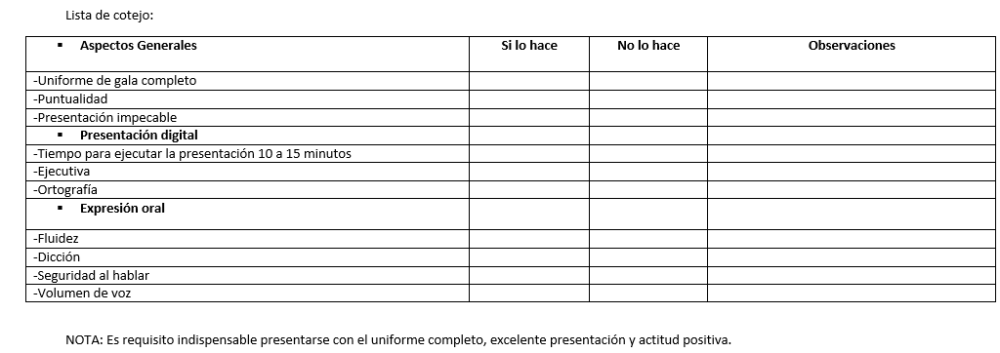 Lista de cotejo:
▪ Aspectos Generales Si lo hace No lo hace Observaciones
-Uniforme de gala completo
-Puntualidad
-Presentación impecable
▪ Presentación digital
-Tiempo para ejecutar la presentación 10 a 15 minutos
-Ejecutiva
-Ortografía
▪ Expresión oral
-Fluidez
-Dicción
-Seguridad al hablar
-Volumen de voz
NOTA: Es requisito indispensable presentarse con el uniforme completo, excelente presentación y actitud positiva.